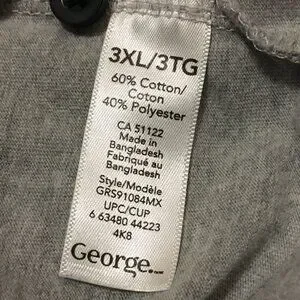 3XL/3TG
60% Cotton/
Coton
40% Polyester
CA 51122
Made in
Bangladesh
Fabriqué au
Bangladesh
Style/Modèle
GRS91084MX
UPC/CUP
6 63480 44223
4K8
George.